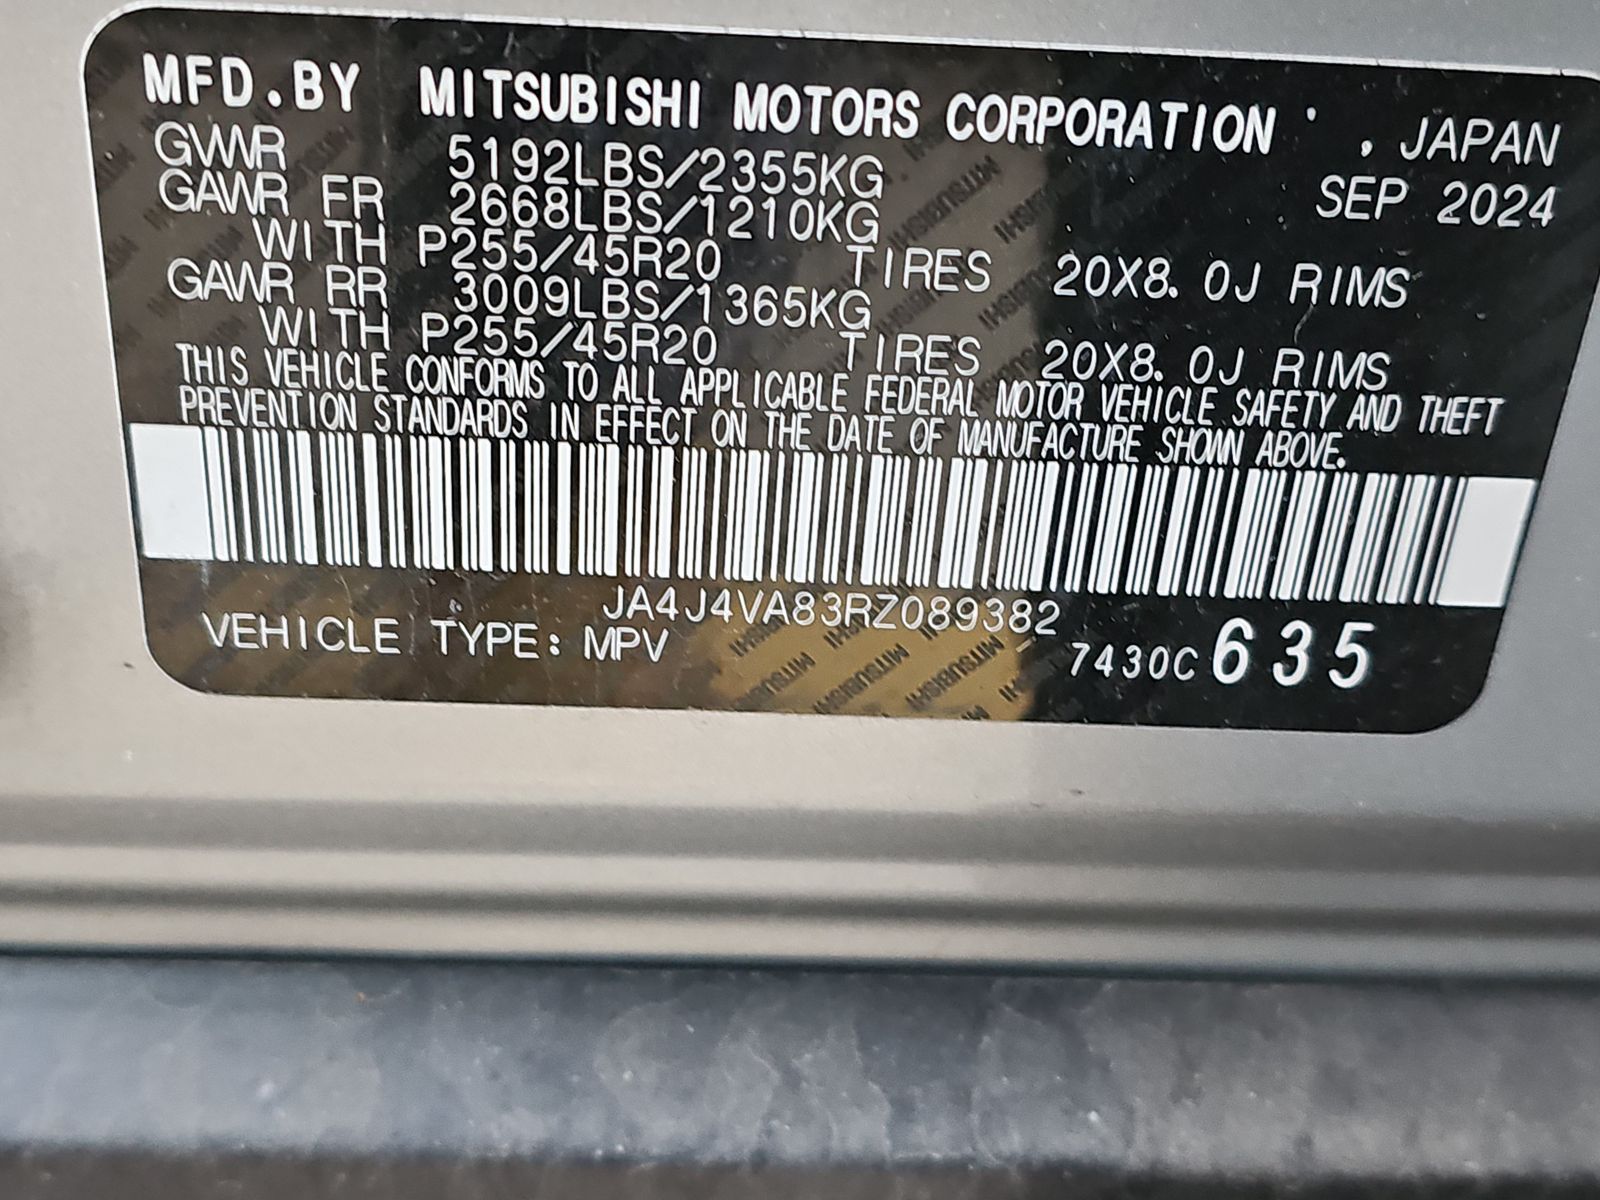 MFD.BY MITSUBISHI MOTORS CORPORATION , JAPAN
GVWR 5192LBS/2355KG SEP 2024
GAWR FR 2668LBS/1210KG
WITH P255/45R20 TIRES 20X8.0J RIMS
GAWR RR 3009LBS/1365KG
WITH P255/45R20 TIRES 20X8.0J RIMS
THIS VEHICLE CONFORMS TO ALL APPLICABLE FEDERAL MOTOR VEHICLE SAFETY AND THEFT
PREVENTION STANDARDS IN EFFECT ON THE DATE OF MANUFACTURE SHOWN ABOVE.
JA4J4VA83RZ089382
VEHICLE TYPE: MPV 7430C 635